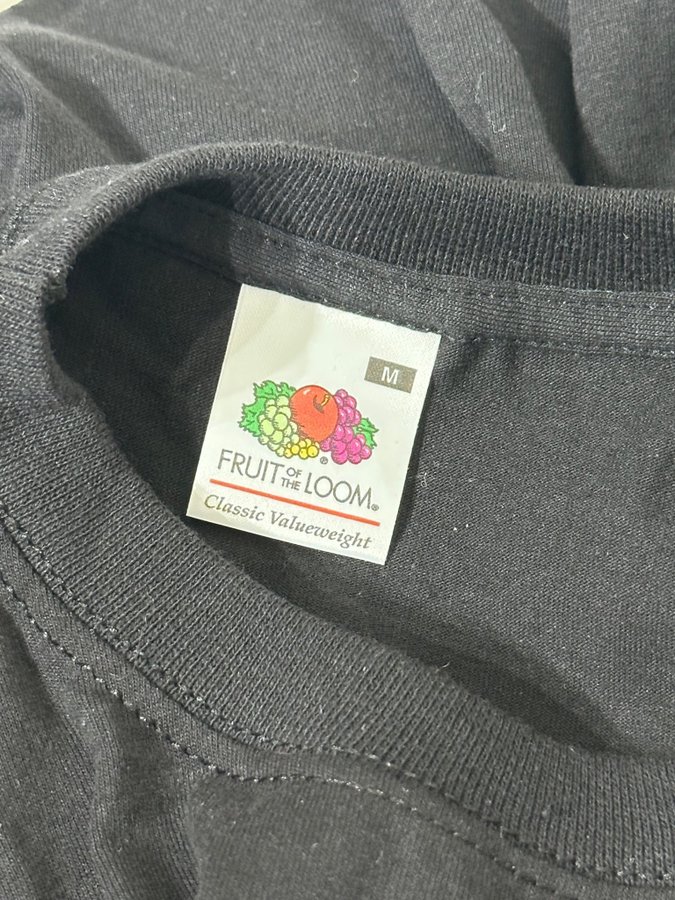 M
FRUIT OF THE LOOM®
Classic Valueweight